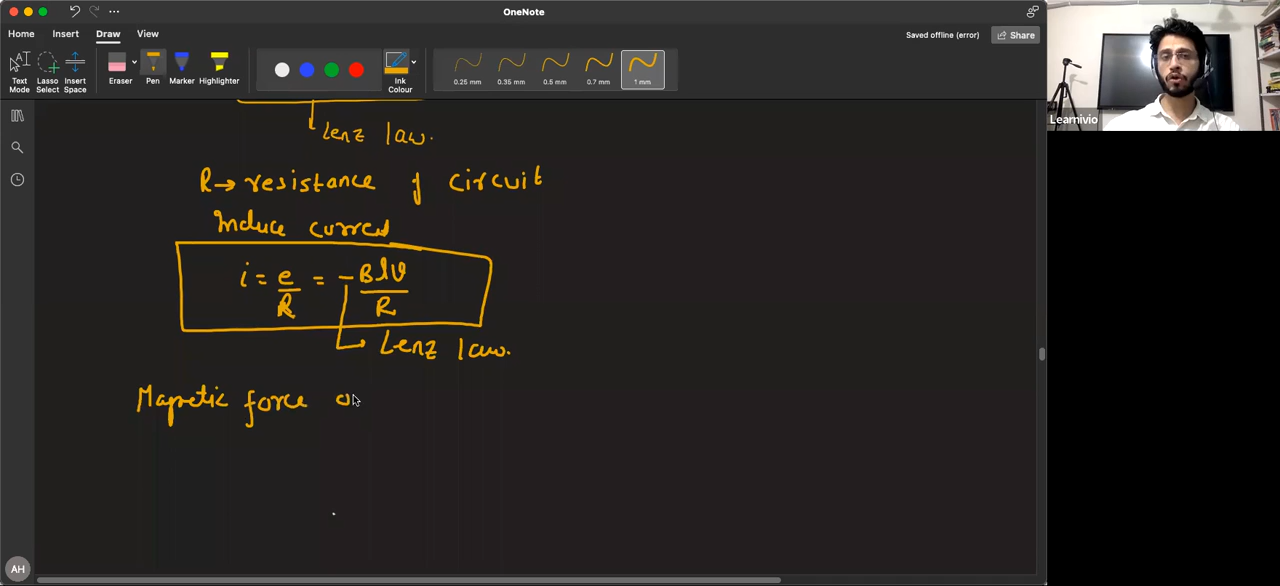 OneNote
Home Insert Draw View
Saved offline (error)
Share
Text Mode
Lasso Select
Insert Space
Eraser
Pen
Marker
Highlighter
Ink Colour
0.25 mm
0.35 mm
0.5 mm
0.7 mm
1 mm
Learnivio
Lenz law.
R→ resistance of circuit
Induce current
i = e/R = -Blv/R
Lenz law.
Magnetic force o
AH